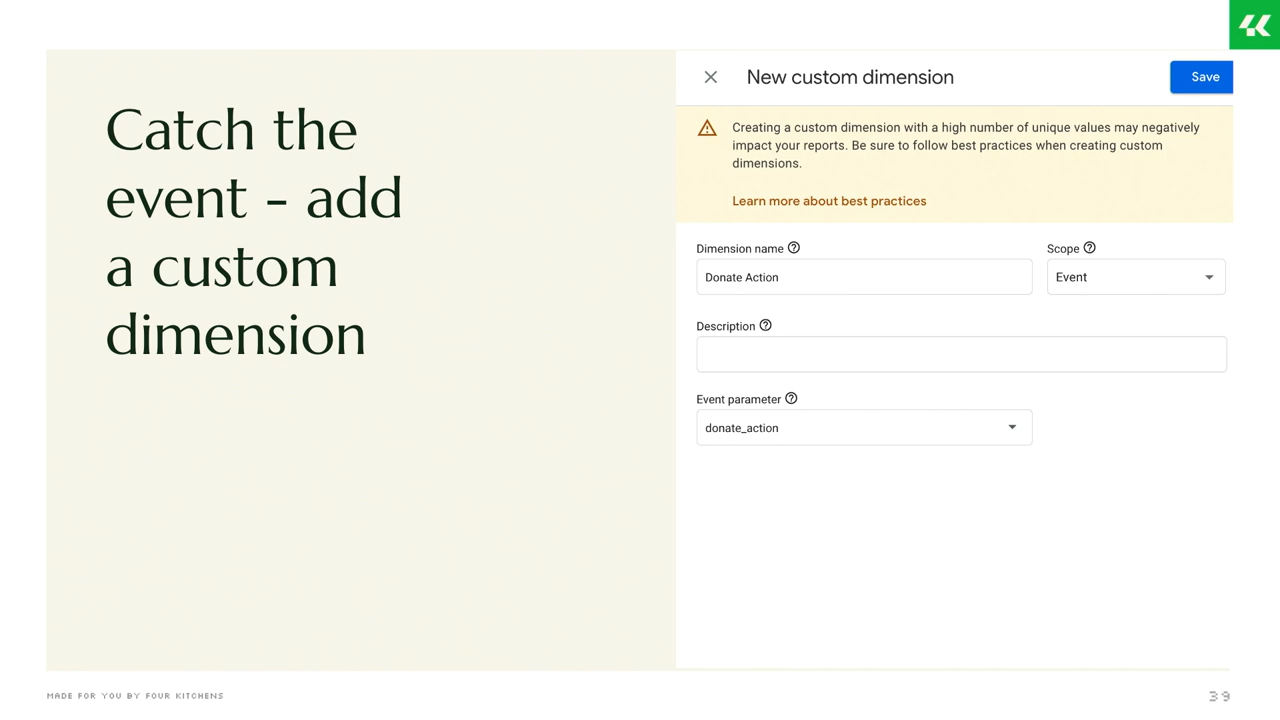 Catch the
event - add
a custom
dimension
New custom dimension
Save
Creating a custom dimension with a high number of unique values may negatively
impact your reports. Be sure to follow best practices when creating custom
dimensions.
Learn more about best practices
Dimension name
Scope
Donate Action
Event
Description
Event parameter
donate_action
MADE FOR YOU BY FOUR KITCHENS
39